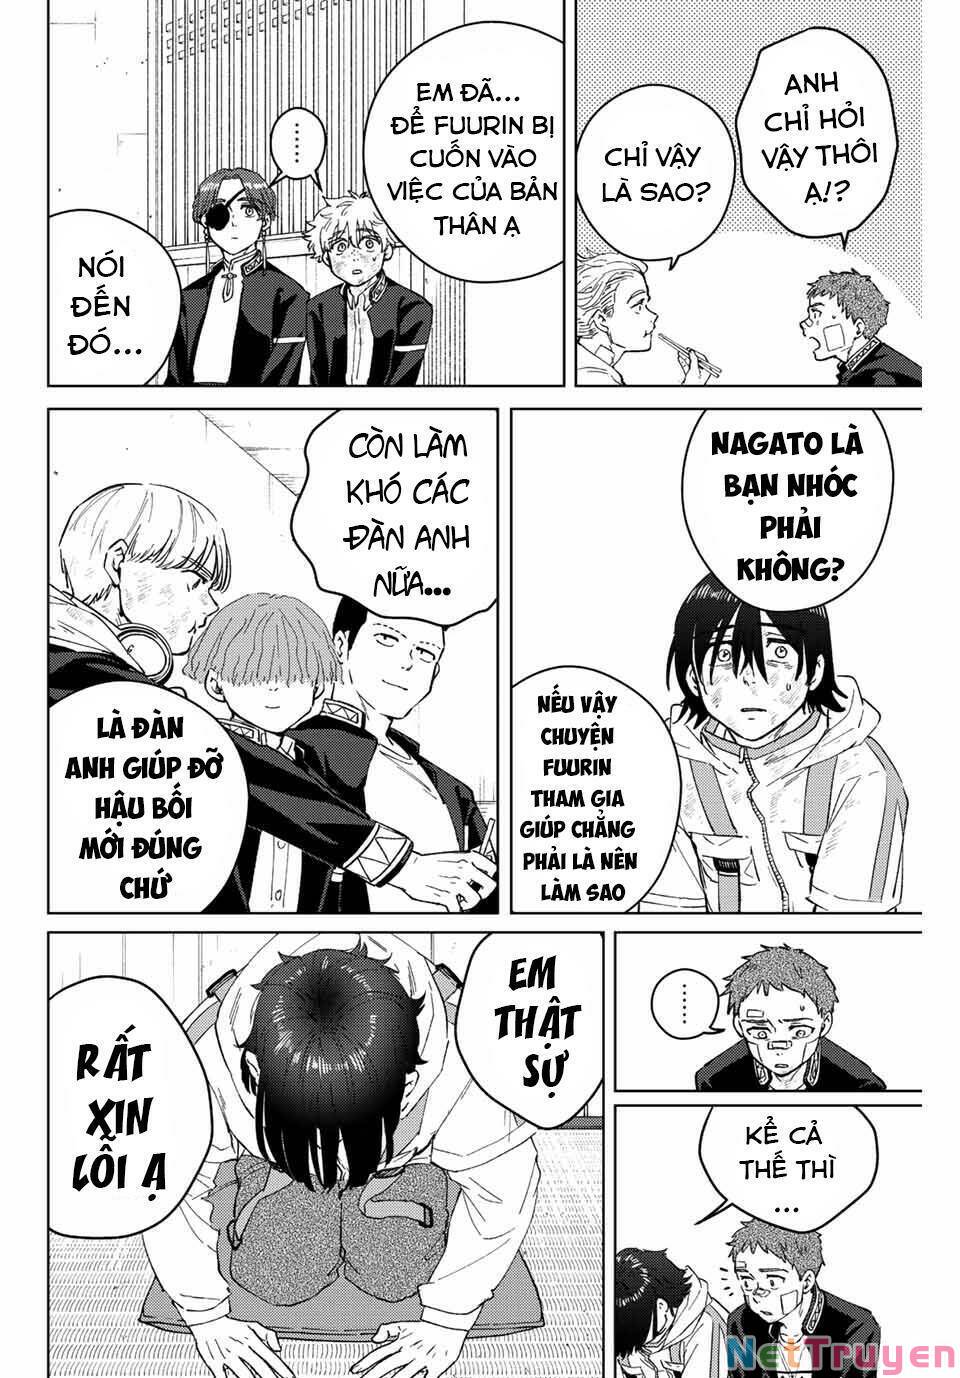 ANH
CHỈ HỎI
VẬY THÔI
Ạ!?
CHỈ VẬY
LÀ SAO?
EM ĐÃ...
ĐỂ FUURIN BỊ
CUỐN VÀO
VIỆC CỦA BẢN
THÂN Ạ
......
NÓI
ĐẾN
ĐÓ...
NAGATO LÀ
BẠN NHÓC
PHẢI
KHÔNG?
NẾU VẬY
CHUYỆN
FUURIN
THAM GIA
GIÚP CHẲNG
PHẢI LÀ NÊN
LÀM SAO
CÒN LÀM
KHÓ CÁC
ĐÀN ANH
NỮA...
LÀ ĐÀN
ANH GIÚP ĐỠ
HẬU BỐI
MỚI ĐÚNG
CHỨ
......
KỂ CẢ
THẾ THÌ
...
EM
THẬT
SỰ
RẤT
XIN
LỖI Ạ
NetTruyen